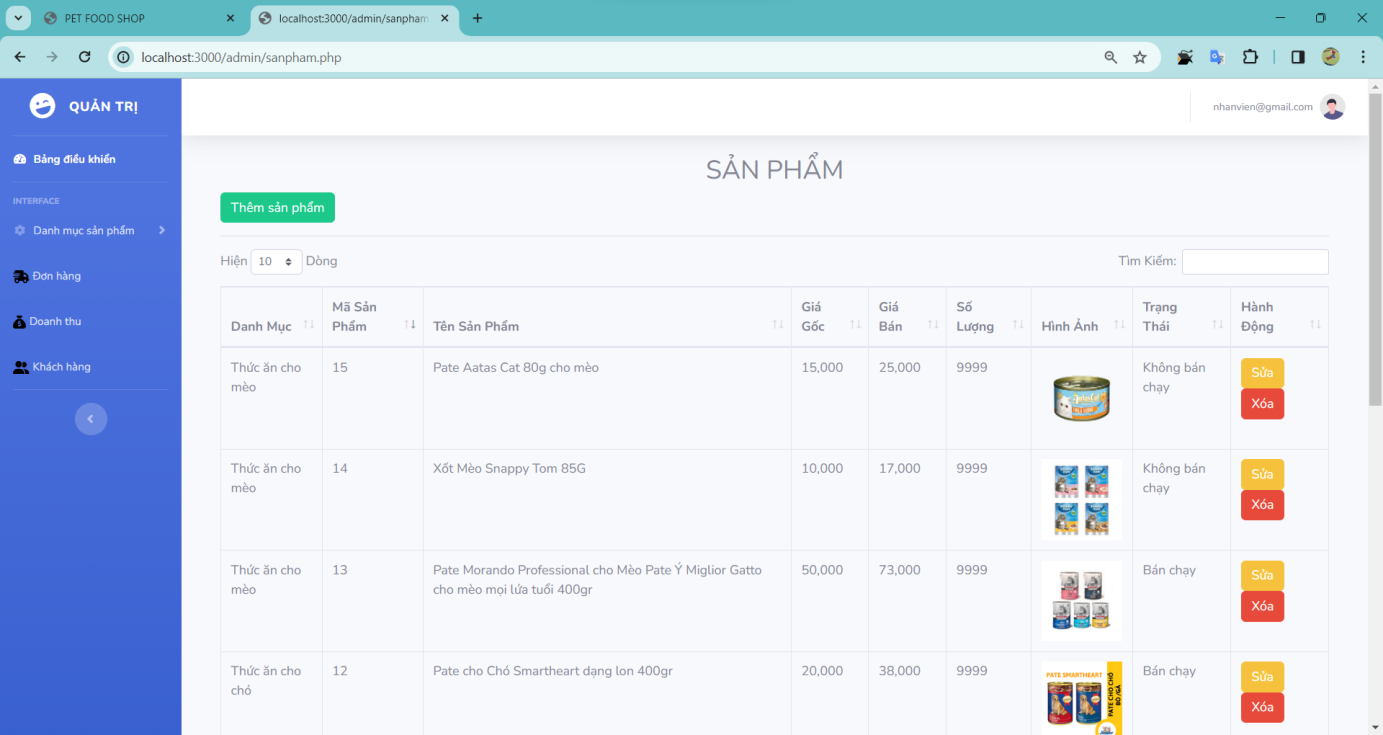 PET FOOD SHOP
localhost:3000/admin/sanpham
localhost:3000/admin/sanpham.php
QUẢN TRỊ
nhanvien@gmail.com
Bảng điều khiển
INTERFACE
Danh mục sản phẩm
Đơn hàng
Doanh thu
Khách hàng
SẢN PHẨM
Thêm sản phẩm
Hiện 10 Dòng
Tìm Kiếm:
Danh Mục
Mã Sản
Phẩm
Tên Sản Phẩm
Giá
Gốc
Giá
Bán
Số
Lượng
Hình Ảnh
Trạng
Thái
Hành
Động
Thức ăn cho
mèo
15
Pate Aatas Cat 80g cho mèo
15,000
25,000
9999
Không bán
chạy
Sửa
Xóa
Thức ăn cho
mèo
14
Xốt Mèo Snappy Tom 85G
10,000
17,000
9999
Không bán
chạy
Sửa
Xóa
Thức ăn cho
mèo
13
Pate Morando Professional cho Mèo Pate Ý Miglior Gatto
cho mèo mọi lứa tuổi 400gr
50,000
73,000
9999
Bán chạy
Sửa
Xóa
Thức ăn cho
chó
12
Pate cho Chó Smartheart dạng lon 400gr
20,000
38,000
9999
PATE SMARTHEART
PATE CHO CHÓ
BÒ /GÀ
Bán chạy
Sửa
Xóa